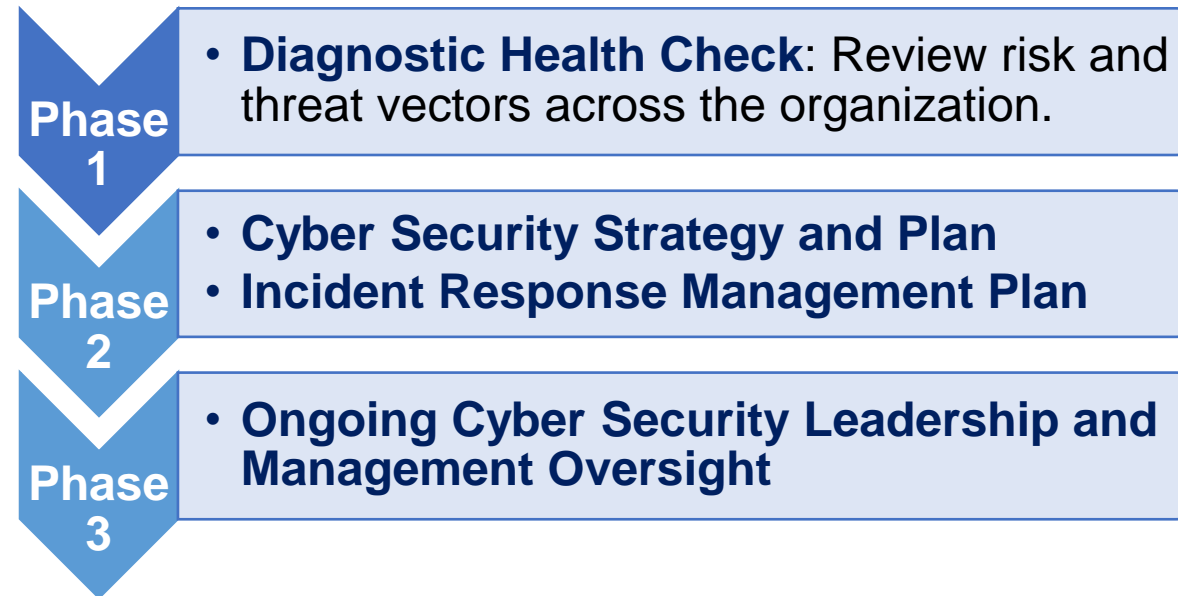 Phase
1
• Diagnostic Health Check: Review risk and
threat vectors across the organization.
Phase
2
• Cyber Security Strategy and Plan
• Incident Response Management Plan
Phase
3
• Ongoing Cyber Security Leadership and
Management Oversight